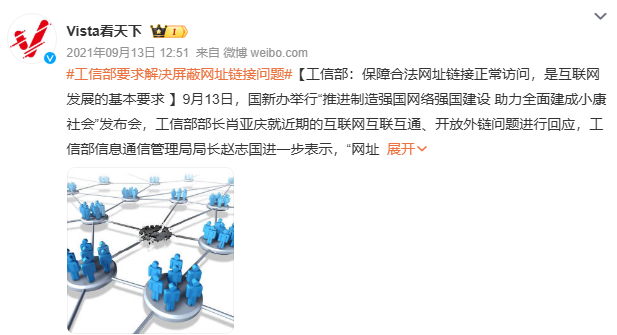 Vista看天下 1
2021年09月13日 12:51 来自 微博 weibo.com
#工信部要求解决屏蔽网址链接问题#【工信部：保障合法网址链接正常访问，是互联网
发展的基本要求 】9月13日，国新办举行“推进制造强国网络强国建设 助力全面建成小康
社会”发布会，工信部部长肖亚庆就近期的互联网互联互通、开放外链问题进行回应，工
信部信息通信管理局局长赵志国进一步表示，“网址 展开